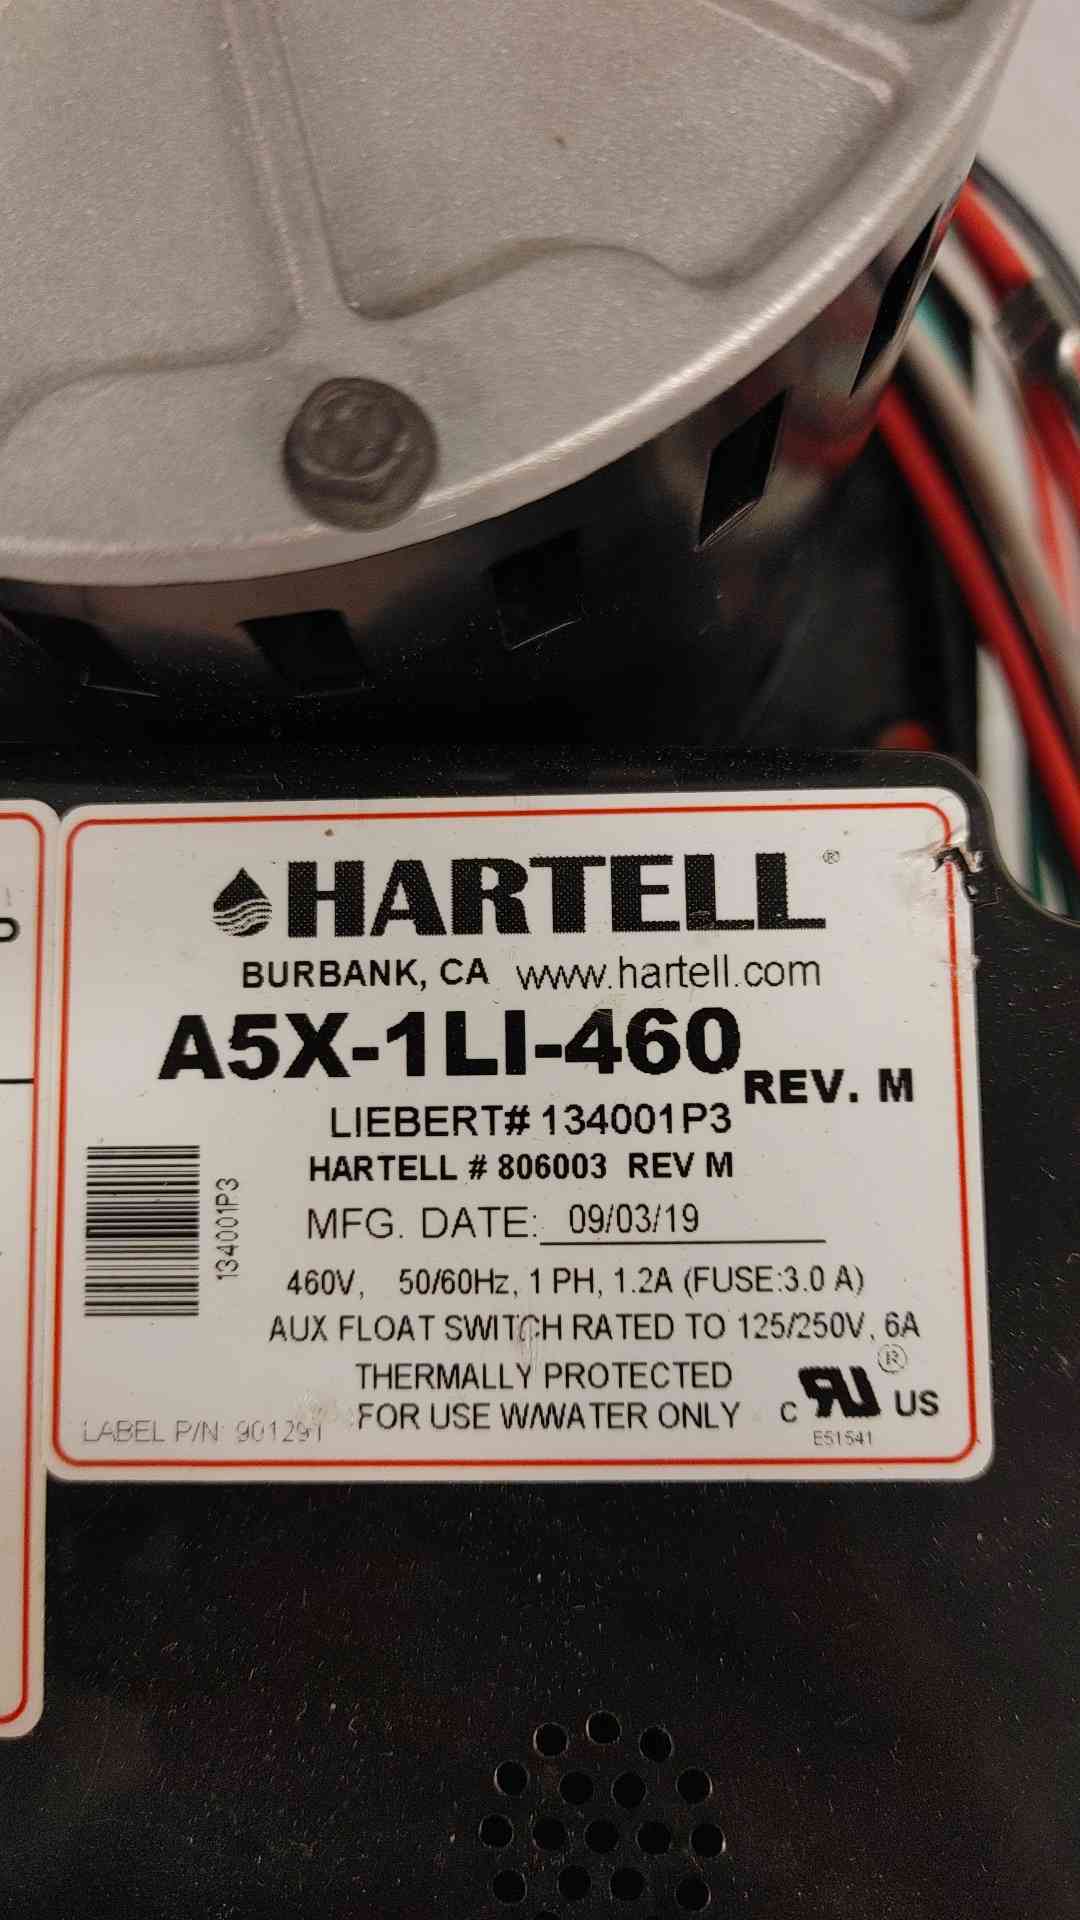 HARTELL®
BURBANK, CA www.hartell.com
A5X-1LI-460 REV. M
LIEBERT# 134001P3
HARTELL # 806003 REV M
134001P3
MFG. DATE: 09/03/19
460V, 50/60Hz, 1 PH, 1.2A (FUSE:3.0 A)
AUX FLOAT SWITCH RATED TO 125/250V, 6A
THERMALLY PROTECTED
FOR USE W/WATER ONLY
LABEL P/N: 901291
C RU US ®
E51541